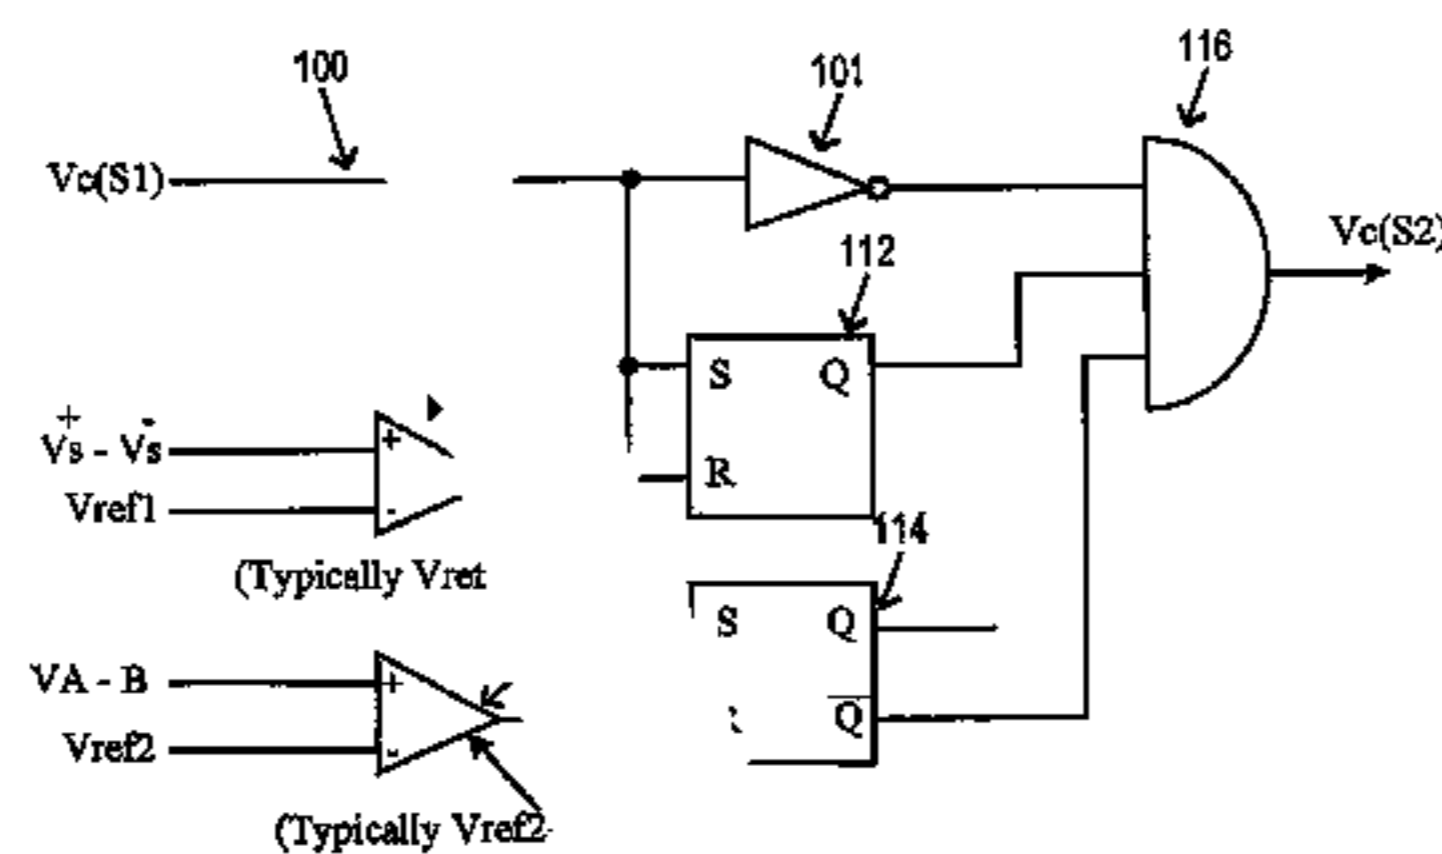 100
101
116
Vc(S1)
Vc(S2)
112
S Q
+ -
Vs - Vs
+
R
Vref1
-
114
(Typically Vret
S Q
VA - B
+
Q
Vref2
-
(Typically Vref2